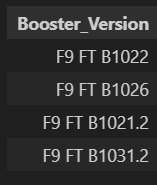 Booster_Version
F9 FT B1022
F9 FT B1026
F9 FT B1021.2
F9 FT B1031.2